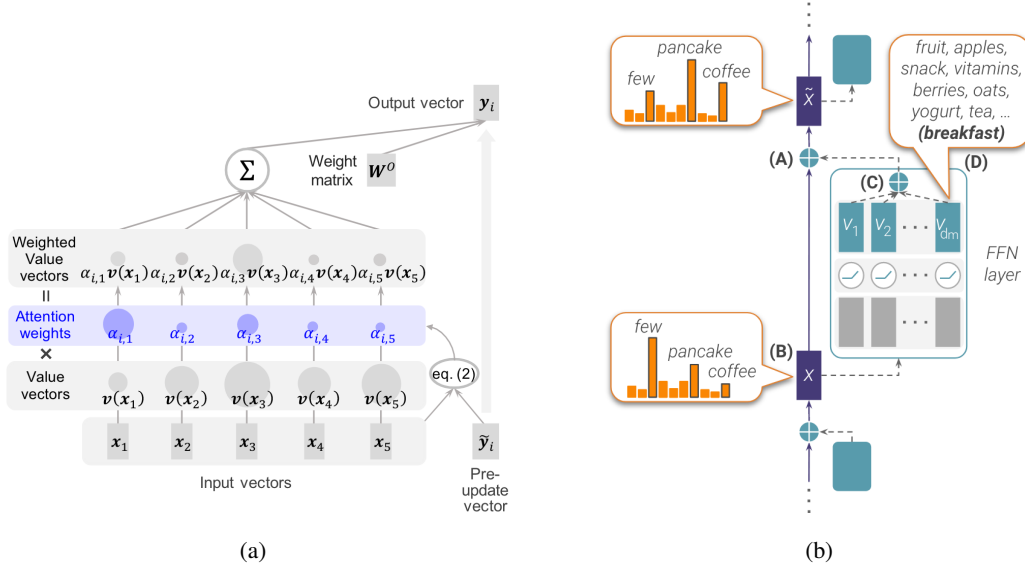 Output vector
y_i
Σ
Weight
matrix
W^O
Weighted
Value
vectors
α_{i,1}v(x_1) α_{i,2}v(x_2) α_{i,3}v(x_3) α_{i,4}v(x_4) α_{i,5}v(x_5)
=
Attention
weights
α_{i,1} α_{i,2} α_{i,3} α_{i,4} α_{i,5}
×
Value
vectors
v(x_1) v(x_2) v(x_3) v(x_4) v(x_5)
eq. (2)
x_1 x_2 x_3 x_4 x_5
ỹ_i
Input vectors
Pre-
update
vector
(a)
pancake
few
coffee
X̃
fruit, apples,
snack, vitamins,
berries, oats,
yogurt, tea, ...
(breakfast)
(A)
(D)
(C)
V_1 V_2 ... V_dm
FFN
layer
...
...
few
pancake
coffee
(B)
X
(b)